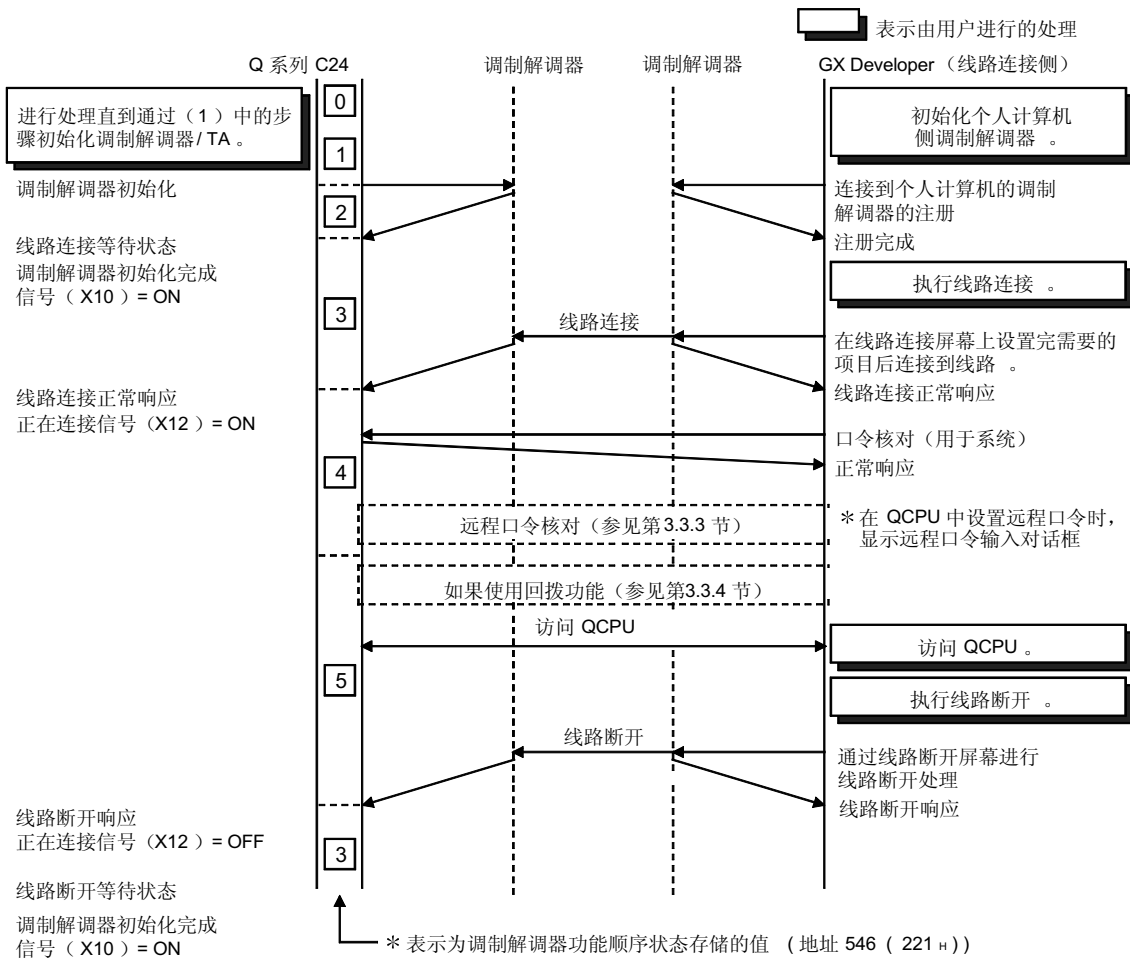 表示由用户进行的处理
Q 系列 C24
调制解调器
调制解调器
GX Developer（线路连接侧）
0
进行处理直到通过（1）中的步
骤初始化调制解调器/ TA 。
初始化个人计算机
侧调制解调器 。
1
调制解调器初始化
连接到个人计算机的调制
解调器的注册
2
线路连接等待状态
注册完成
调制解调器初始化完成
信号（ X10 ）= ON
执行线路连接 。
3
线路连接
在线路连接屏幕上设置完需要的
项目后连接到线路 。
线路连接正常响应
线路连接正常响应
正在连接信号（X12 ）= ON
口令核对（用于系统）
正常响应
4
远程口令核对（参见第3.3.3 节）
＊在 QCPU 中设置远程口令时，
显示远程口令输入对话框
如果使用回拨功能（参见第3.3.4 节）
访问 QCPU
访问 QCPU 。
5
执行线路断开 。
线路断开
通过线路断开屏幕进行
线路断开处理
线路断开响应
线路断开响应
正在连接信号（X12 ）= OFF
3
线路断开等待状态
调制解调器初始化完成
信号（ X10 ）= ON
＊表示为调制解调器功能顺序状态存储的值 （地址 546 （ 221 H ））